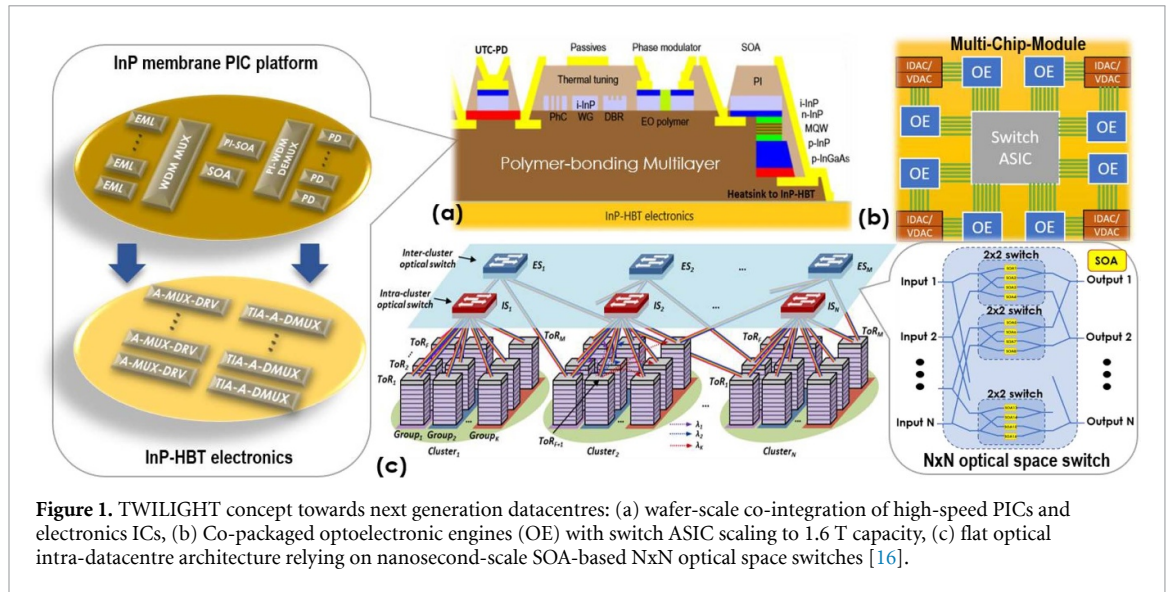 InP membrane PIC platform
EML
EML
EML
WDM MUX
PI-SOA
SOA
PI-WDM
DEMUX
PD
PD
PD
A-MUX-DRV
A-MUX-DRV
A-MUX-DRV
TIA-A-DMUX
TIA-A-DMUX
TIA-A-DMUX
InP-HBT electronics
UTC-PD
Passives
Phase modulator
SOA
Thermal tuning
PI
i-InP
PhC
WG
DBR
EO polymer
i-InP
n-InP
MQW
p-InP
p-InGaAs
Polymer-bonding Multilayer
Heatsink to InP-HBT
(a)
InP-HBT electronics
Multi-Chip-Module
IDAC/
VDAC
OE
OE
IDAC/
VDAC
OE
OE
Switch
ASIC
OE
OE
IDAC/
VDAC
OE
OE
IDAC/
VDAC
(b)
Inter-cluster
optical switch
ES1
ES2
...
ESM
Intra-cluster
optical switch
IS1
IS2
...
ISN
ToR1
ToR2
ToRM
ToRM
ToR1
ToRM
Group1
Group2
...
GroupK
Cluster1
Cluster2
...
ClusterN
λ1
λ2
λK
(c)
SOA
2x2 switch
Input 1
Output 1
2x2 switch
Input 2
Output 2
2x2 switch
Input N
Output N
NxN optical space switch
Figure 1. TWILIGHT concept towards next generation datacentres: (a) wafer-scale co-integration of high-speed PICs and
electronics ICs, (b) Co-packaged optoelectronic engines (OE) with switch ASIC scaling to 1.6 T capacity, (c) flat optical
intra-datacentre architecture relying on nanosecond-scale SOA-based NxN optical space switches [16].